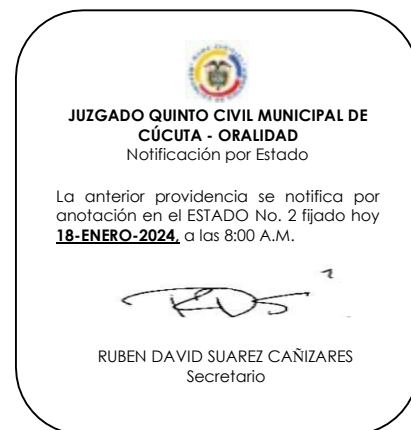 JUZGADO QUINTO CIVIL MUNICIPAL DE
CÚCUTA - ORALIDAD
Notificación por Estado
La anterior providencia se notifica por
anotación en el ESTADO No. 2 fijado hoy
18-ENERO-2024, a las 8:00 A.M.
RUBEN DAVID SUAREZ CAÑIZARES
Secretario